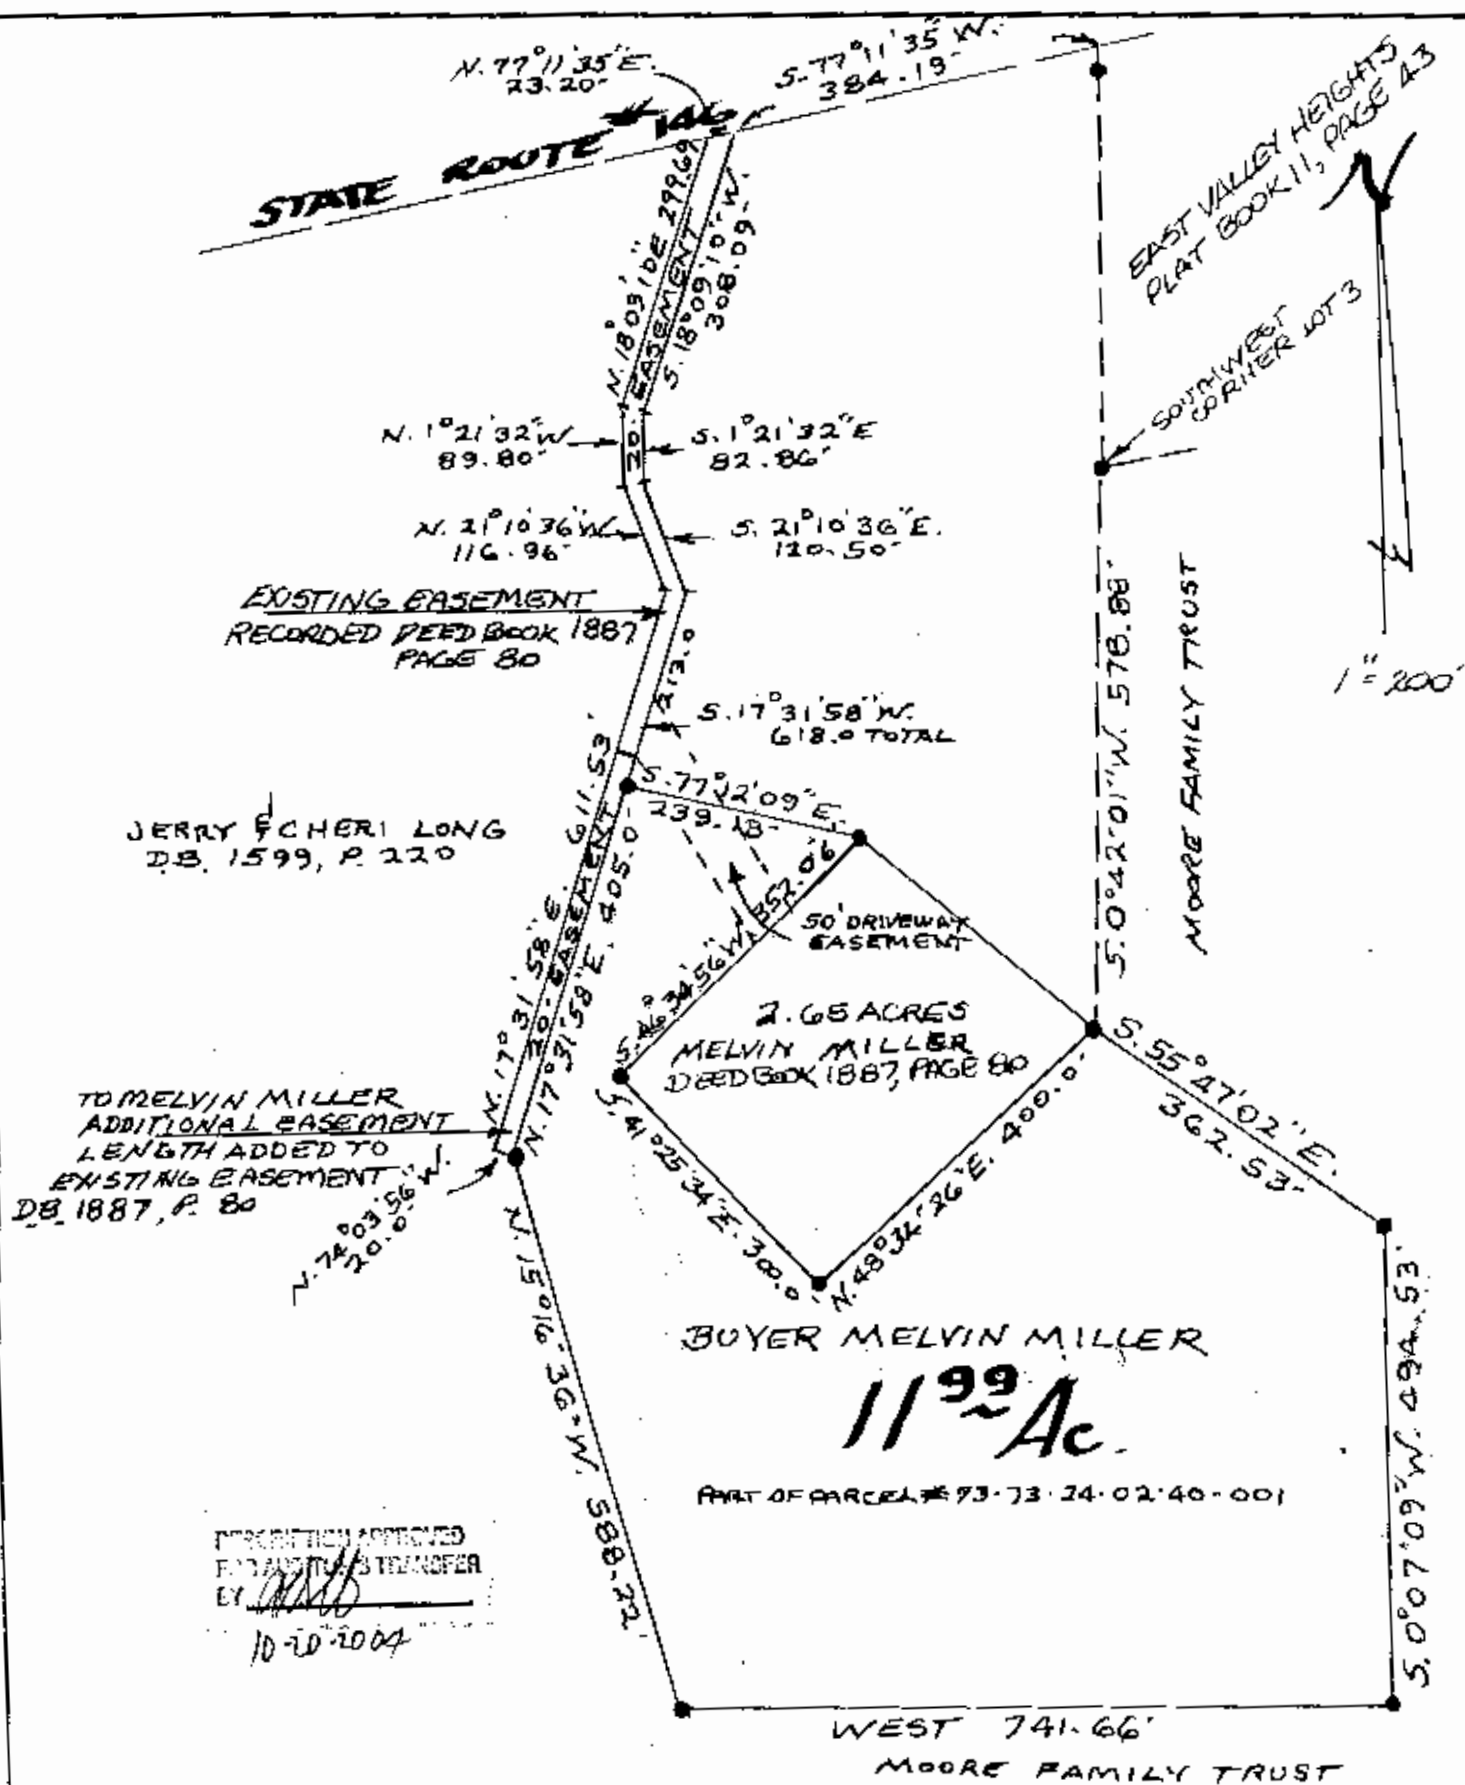 N. 77°11'35"E.
23.20'
S. 77°11'35"W.
384.19'
STATE ROUTE #146
EAST VALLEY HEIGHTS
PLAT BOOK 11, PAGE 43
N
SOUTHWEST
CORNER LOT 3
1"=200'
N. 18°03'10"E 299.69
20' EASEMENT
S. 18°09'10"W.
308.09'
N. 1°21'32"W
89.80'
S. 1°21'32"E
82.86'
N. 21°10'36"W.
116.96'
S. 21°10'36"E.
120.50'
EXISTING EASEMENT
RECORDED DEED BOOK 1887
PAGE 80
213.0
S. 17°31'58"W.
618.0 TOTAL
S. 0°42'01"W. 578.88'
MOORE FAMILY TRUST
JERRY & CHERI LONG
D.B. 1599, P. 220
S. 77°12'09"E.
239.18'
N. 17°31'58"E. 611.53'
20' EASEMENT
N. 17°31'58"E. 405.0
S. 46°34'56"W. 352.06
50' DRIVEWAY
EASEMENT
2.65 ACRES
MELVIN MILLER
DEED BOOK 1887, PAGE 80
S. 41°25'34"E. 300.0'
N. 48°34'26"E. 400.0'
S. 55°47'02"E.
362.53'
TO MELVIN MILLER
ADDITIONAL EASEMENT
LENGTH ADDED TO
EXISTING EASEMENT
D.B. 1887, P. 80
N. 74°03'56"W.
20.0'
N. 15°16'36"W. 588.22
S. 0°07'09"W. 494.53'
BUYER MELVIN MILLER
11 99 Ac.
PART OF PARCEL # 73-73-24-02-40-001
DESCRIPTION APPROVED
FOR AUDITOR'S TRANSFER
BY
10-20-2004
WEST 741.66'
MOORE FAMILY TRUST